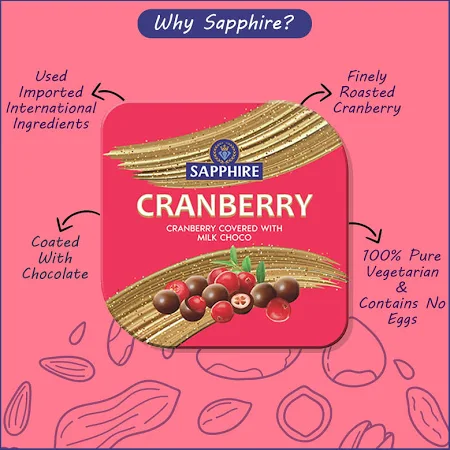 Why Sapphire?
Used
Imported
International
Ingredients
Finely
Roasted
Cranberry
SAPPHIRE
CRANBERRY
CRANBERRY COVERED WITH
MILK CHOCO
Coated
With
Chocolate
100% Pure
Vegetarian
&
Contains No
Eggs